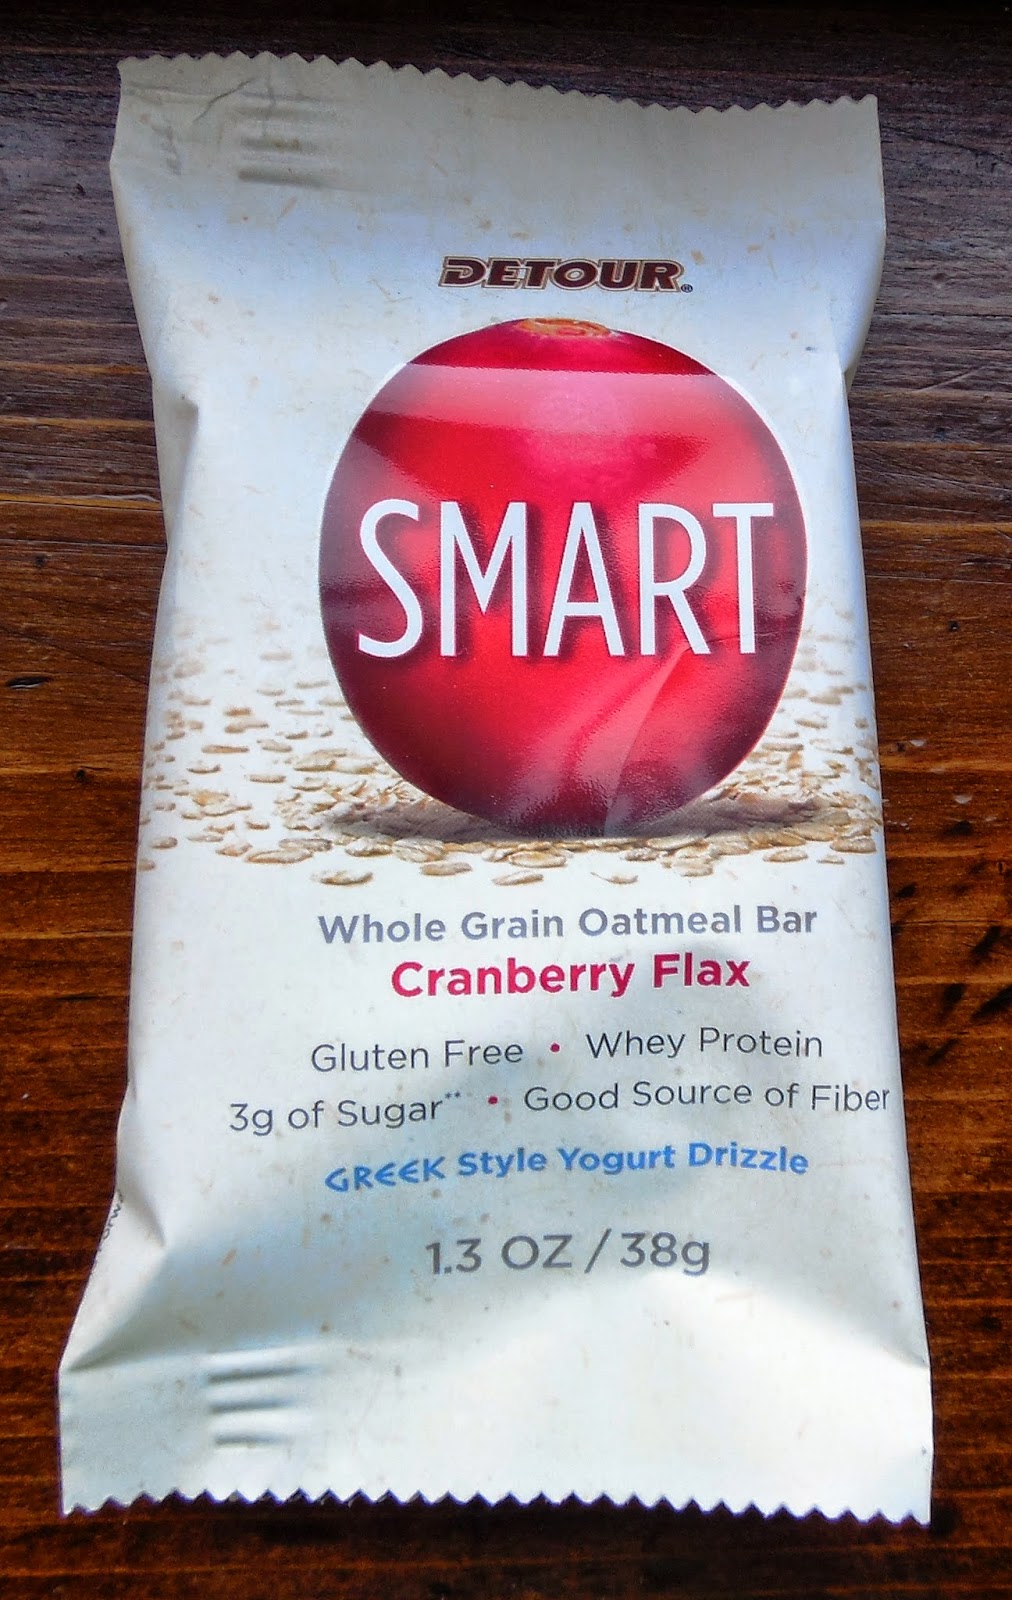 DETOUR®
SMART
Whole Grain Oatmeal Bar
Cranberry Flax
Gluten Free • Whey Protein
3g of Sugar** • Good Source of Fiber
GREEK Style Yogurt Drizzle
1.3 OZ / 38g